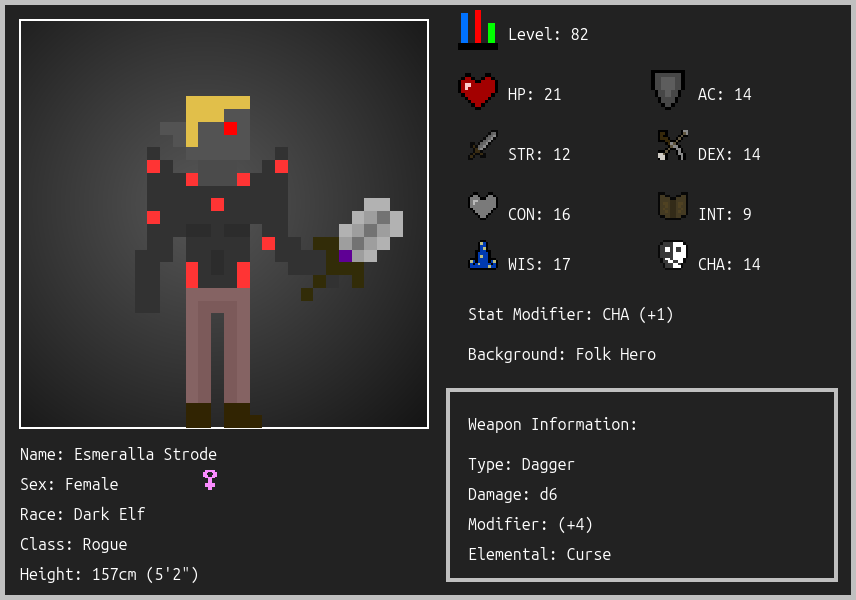 Level: 82
HP: 21
AC: 14
STR: 12
DEX: 14
CON: 16
INT: 9
WIS: 17
CHA: 14
Stat Modifier: CHA (+1)
Background: Folk Hero
Weapon Information:
Type: Dagger
Damage: d6
Modifier: (+4)
Elemental: Curse
Name: Esmeralla Strode
Sex: Female
Race: Dark Elf
Class: Rogue
Height: 157cm (5'2")